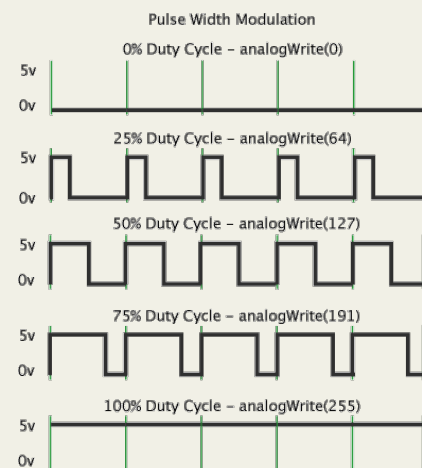 Pulse Width Modulation
0% Duty Cycle – analogWrite(0)
5v
0v
25% Duty Cycle – analogWrite(64)
5v
0v
50% Duty Cycle – analogWrite(127)
5v
0v
75% Duty Cycle – analogWrite(191)
5v
0v
100% Duty Cycle – analogWrite(255)
5v
0v